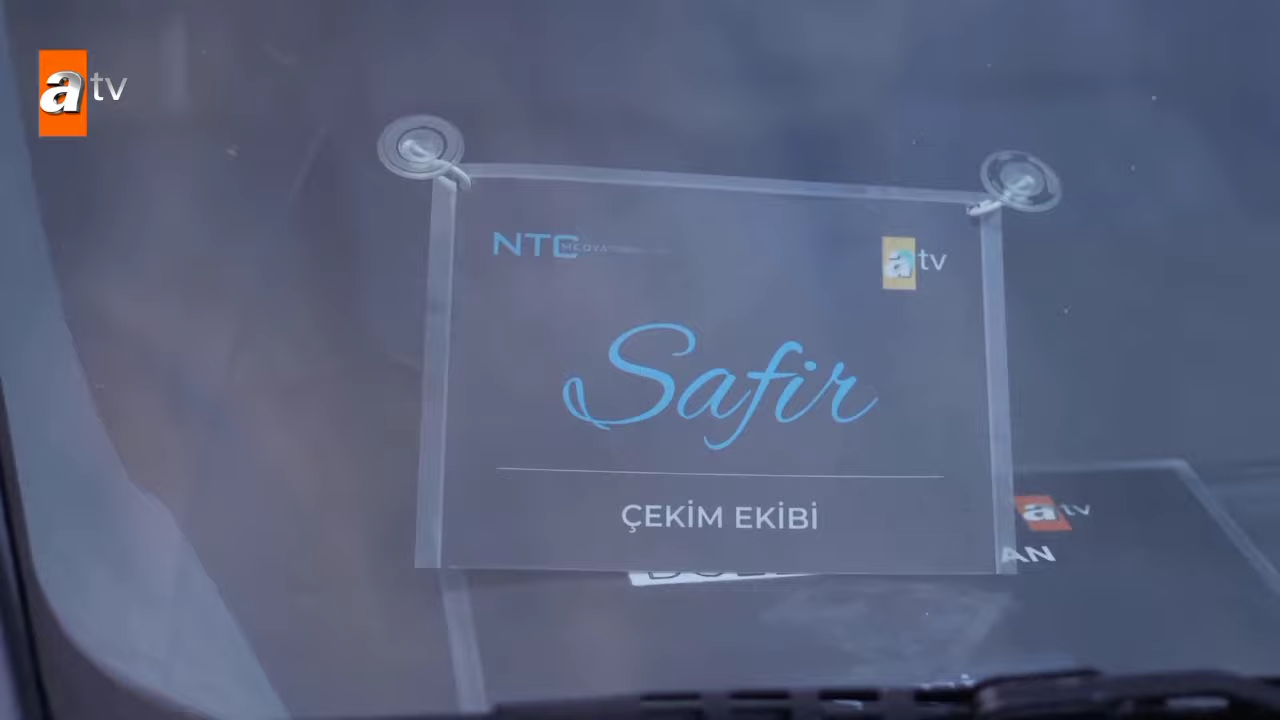 atv
NTC MEDYA
atv
Safir
ÇEKİM EKİBİ
atv
AN